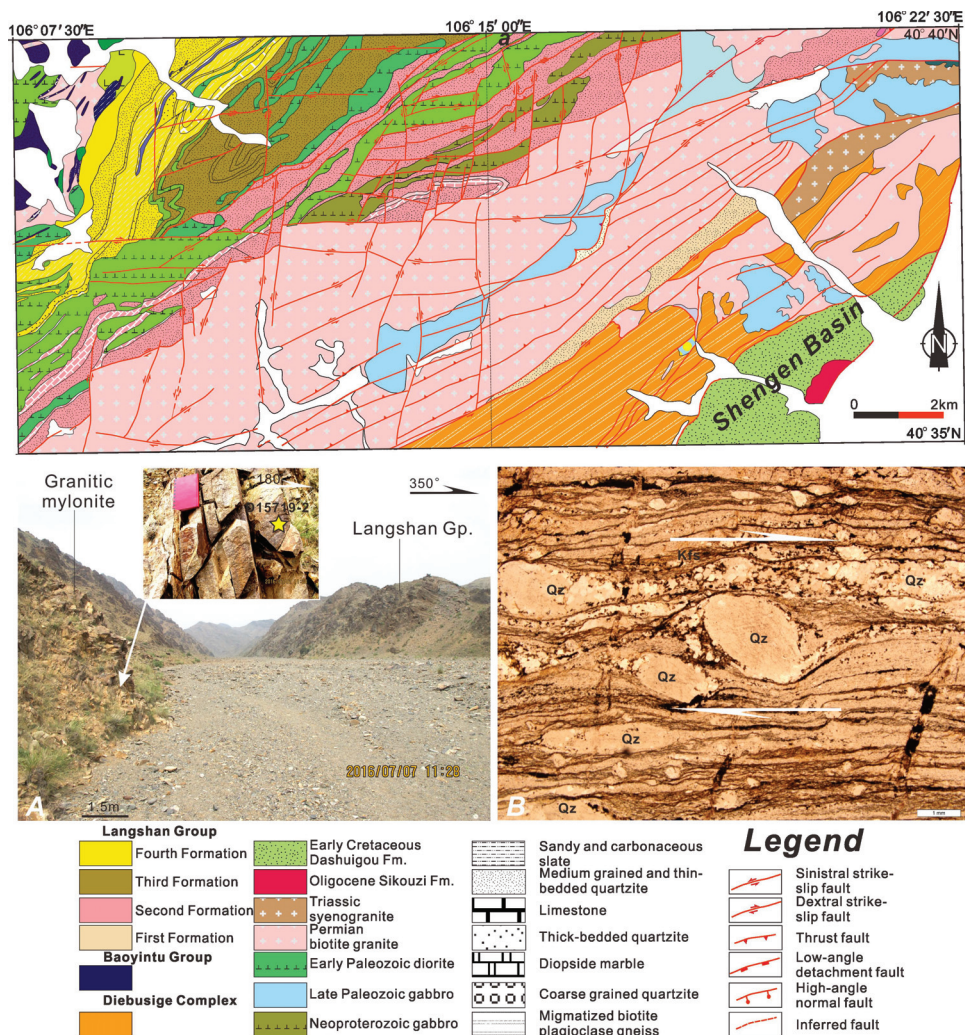 106° 07′ 30″E
106° 15′ 00″E
106° 22′ 30″E
40° 40′N
a
N
Shengen Basin
0 2km
40° 35′N
Granitic
mylonite
180°
15719-2
350°
Langshan Gp.
2016/07/07 11:28
1.5m
A
Kfs
Qz
Qz
Qz
Qz
Qz
Qz
B
1 mm
Legend
Langshan Group
Fourth Formation
Third Formation
Second Formation
First Formation
Baoyintu Group
Diebusige Complex
Early Cretaceous
Dashuigou Fm.
Oligocene Sikouzi Fm.
Triassic
syenogranite
Permian
biotite granite
Early Paleozoic diorite
Late Paleozoic gabbro
Neoproterozoic gabbro
Sandy and carbonaceous
slate
Medium grained and thin-
bedded quartzite
Limestone
Thick-bedded quartzite
Diopside marble
Coarse grained quartzite
Migmatized biotite
plagioclase gneiss
Sinistral strike-
slip fault
Dextral strike-
slip fault
Thrust fault
Low-angle
detachment fault
High-angle
normal fault
Inferred fault